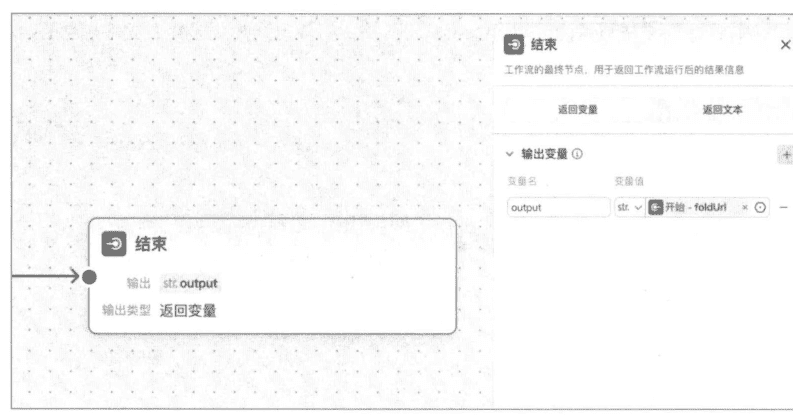 结束
工作流的最终节点，用于返回工作流运行后的结果信息
返回变量 返回文本
输出变量
变量名 变量值
output str. 开始 - foldUrl
结束
输出 str. output
输出类型 返回变量